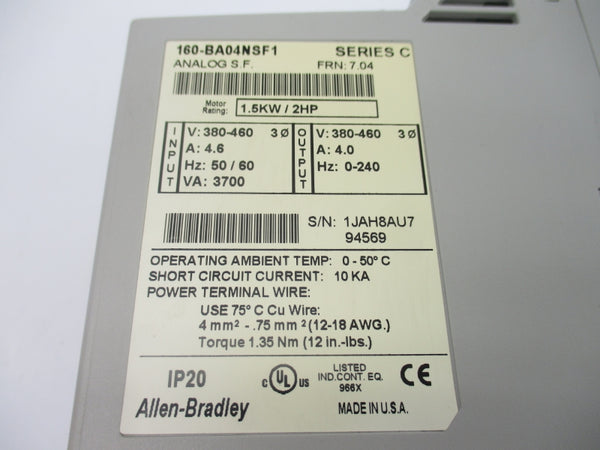 160-BA04NSF1 SERIES C
ANALOG S.F. FRN: 7.04
Motor Rating: 1.5KW / 2HP
INPUT
V: 380-460 3 Ø
A: 4.6
Hz: 50 / 60
VA: 3700
OUTPUT
V: 380-460 3 Ø
A: 4.0
Hz: 0-240
S/N: 1JAH8AU7
94569
OPERATING AMBIENT TEMP: 0 - 50° C
SHORT CIRCUIT CURRENT: 10 KA
POWER TERMINAL WIRE:
USE 75° C Cu Wire:
4 mm² - .75 mm² (12-18 AWG.)
Torque 1.35 Nm (12 in.-lbs.)
IP20
c UL us
LISTED
IND.CONT. EQ.
966X
CE
Allen-Bradley MADE IN U.S.A.